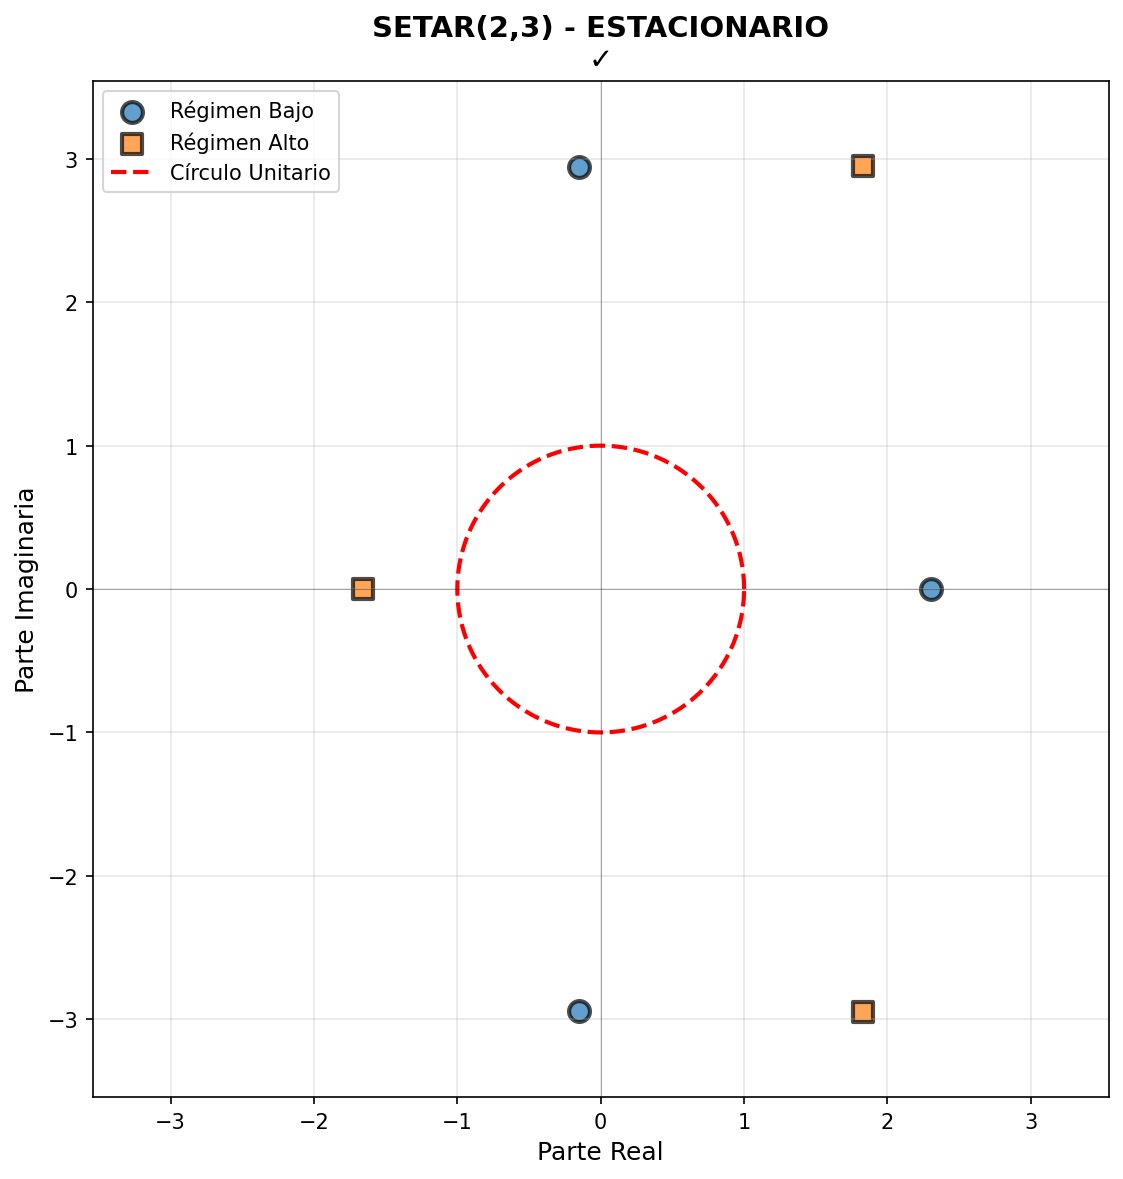 SETAR(2,3) - ESTACIONARIO
✓
Régimen Bajo
Régimen Alto
Círculo Unitario
Parte Imaginaria
3
2
1
0
−1
−2
−3
−3
−2
−1
0
1
2
3
Parte Real